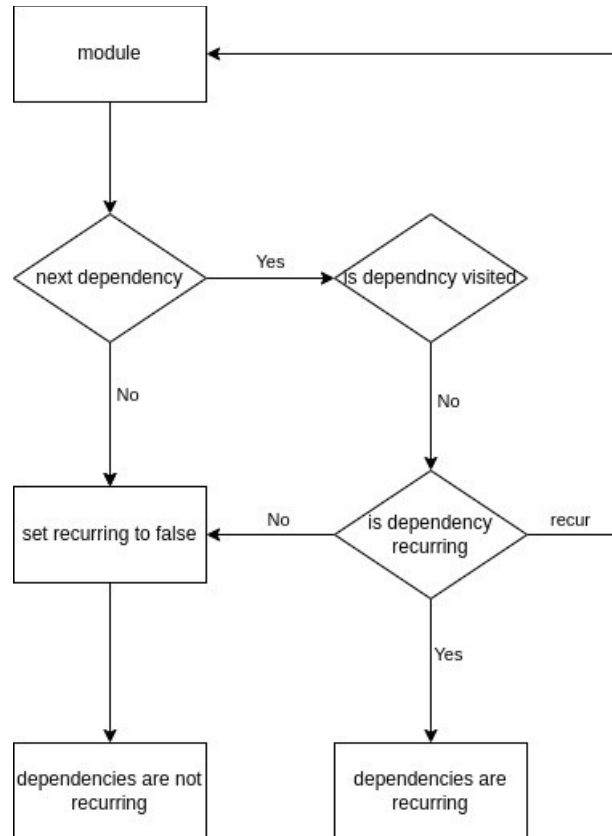 module
next dependency
Yes
is dependncy visited
No
No
set recurring to false
No
is dependency
recurring
recur
Yes
dependencies are not
recurring
dependencies are
recurring